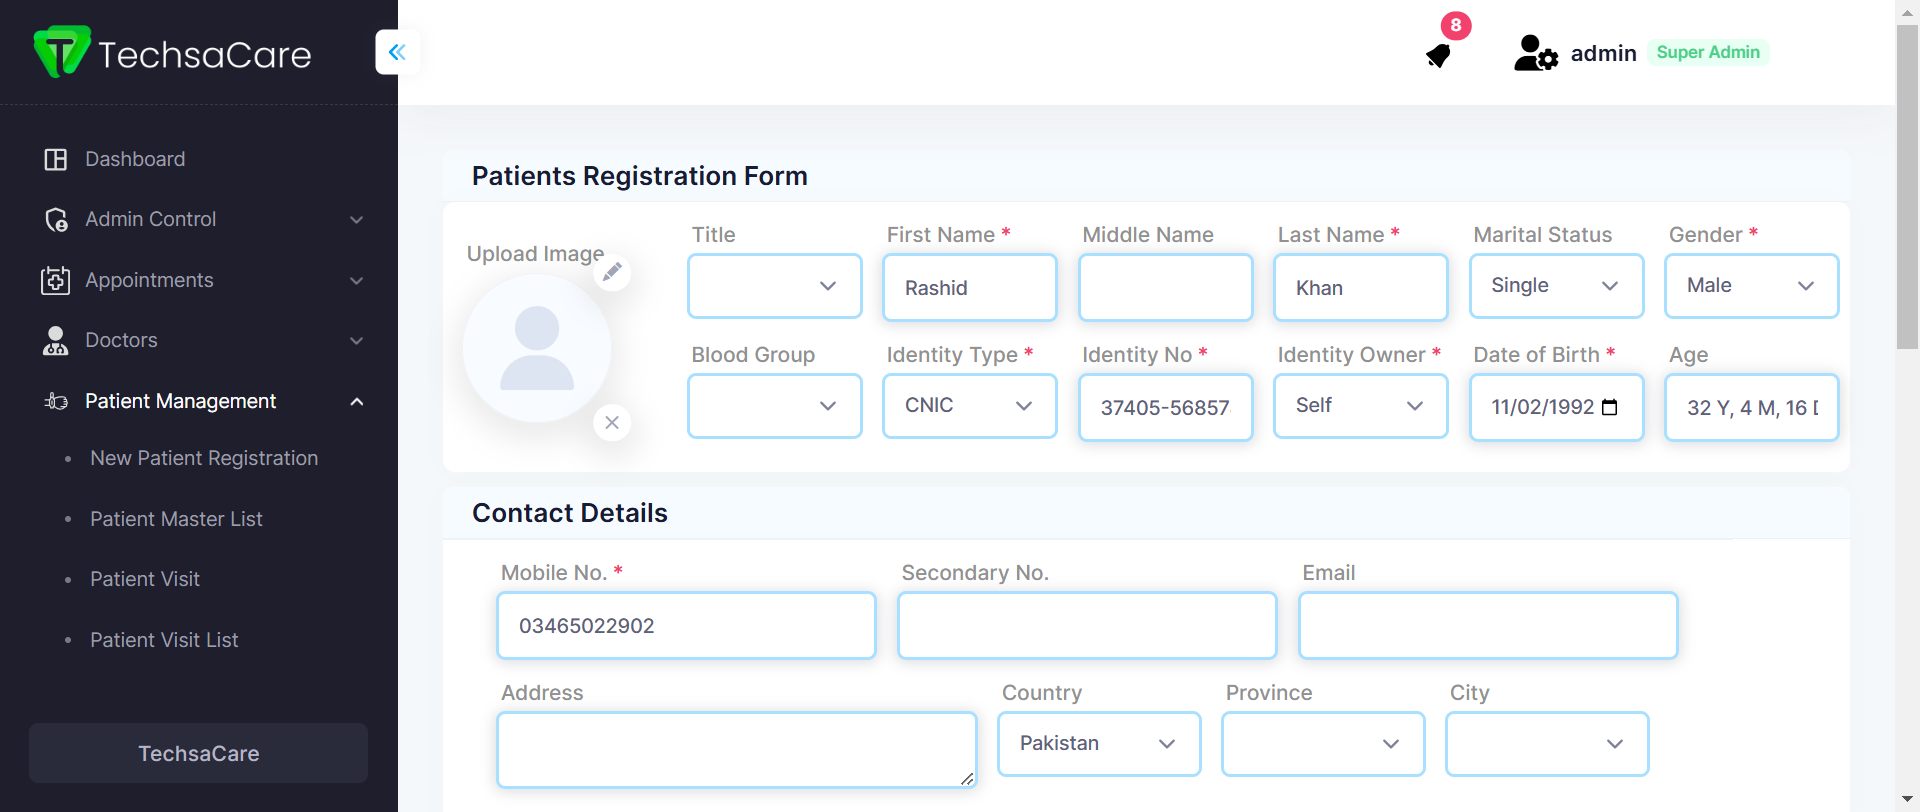 TechsaCare
8
admin Super Admin
Dashboard
Admin Control
Appointments
Doctors
Patient Management
New Patient Registration
Patient Master List
Patient Visit
Patient Visit List
TechsaCare
Patients Registration Form
Upload Image
Title First Name * Middle Name Last Name * Marital Status Gender *
Rashid Khan Single Male
Blood Group Identity Type * Identity No * Identity Owner * Date of Birth * Age
CNIC 37405-56857 Self 11/02/1992 32 Y, 4 M, 16
Contact Details
Mobile No. * Secondary No. Email
03465022902
Address Country Province City
Pakistan